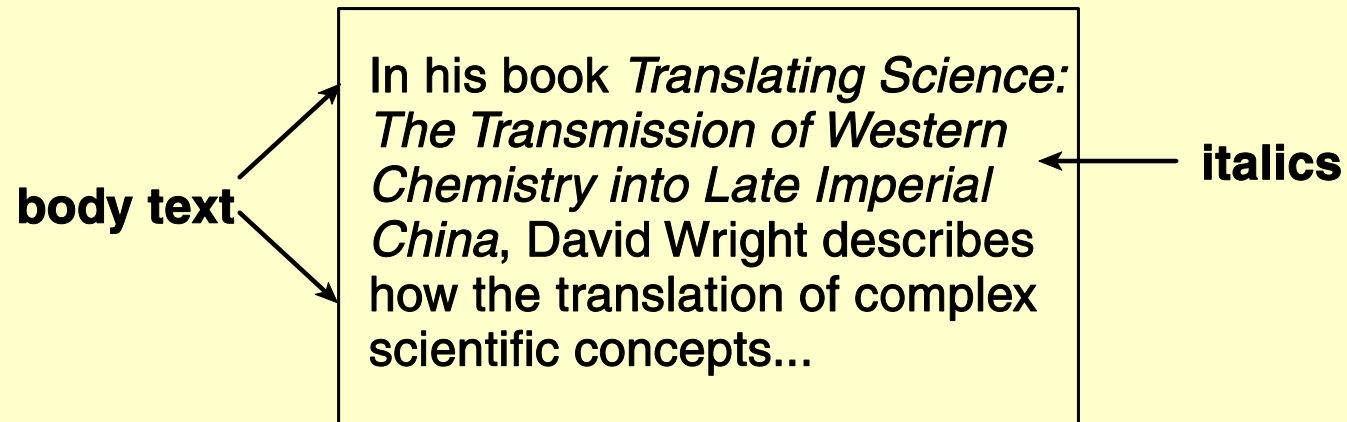 In his book Translating Science:
The Transmission of Western
Chemistry into Late Imperial
China, David Wright describes
how the translation of complex
scientific concepts...
body text
italics